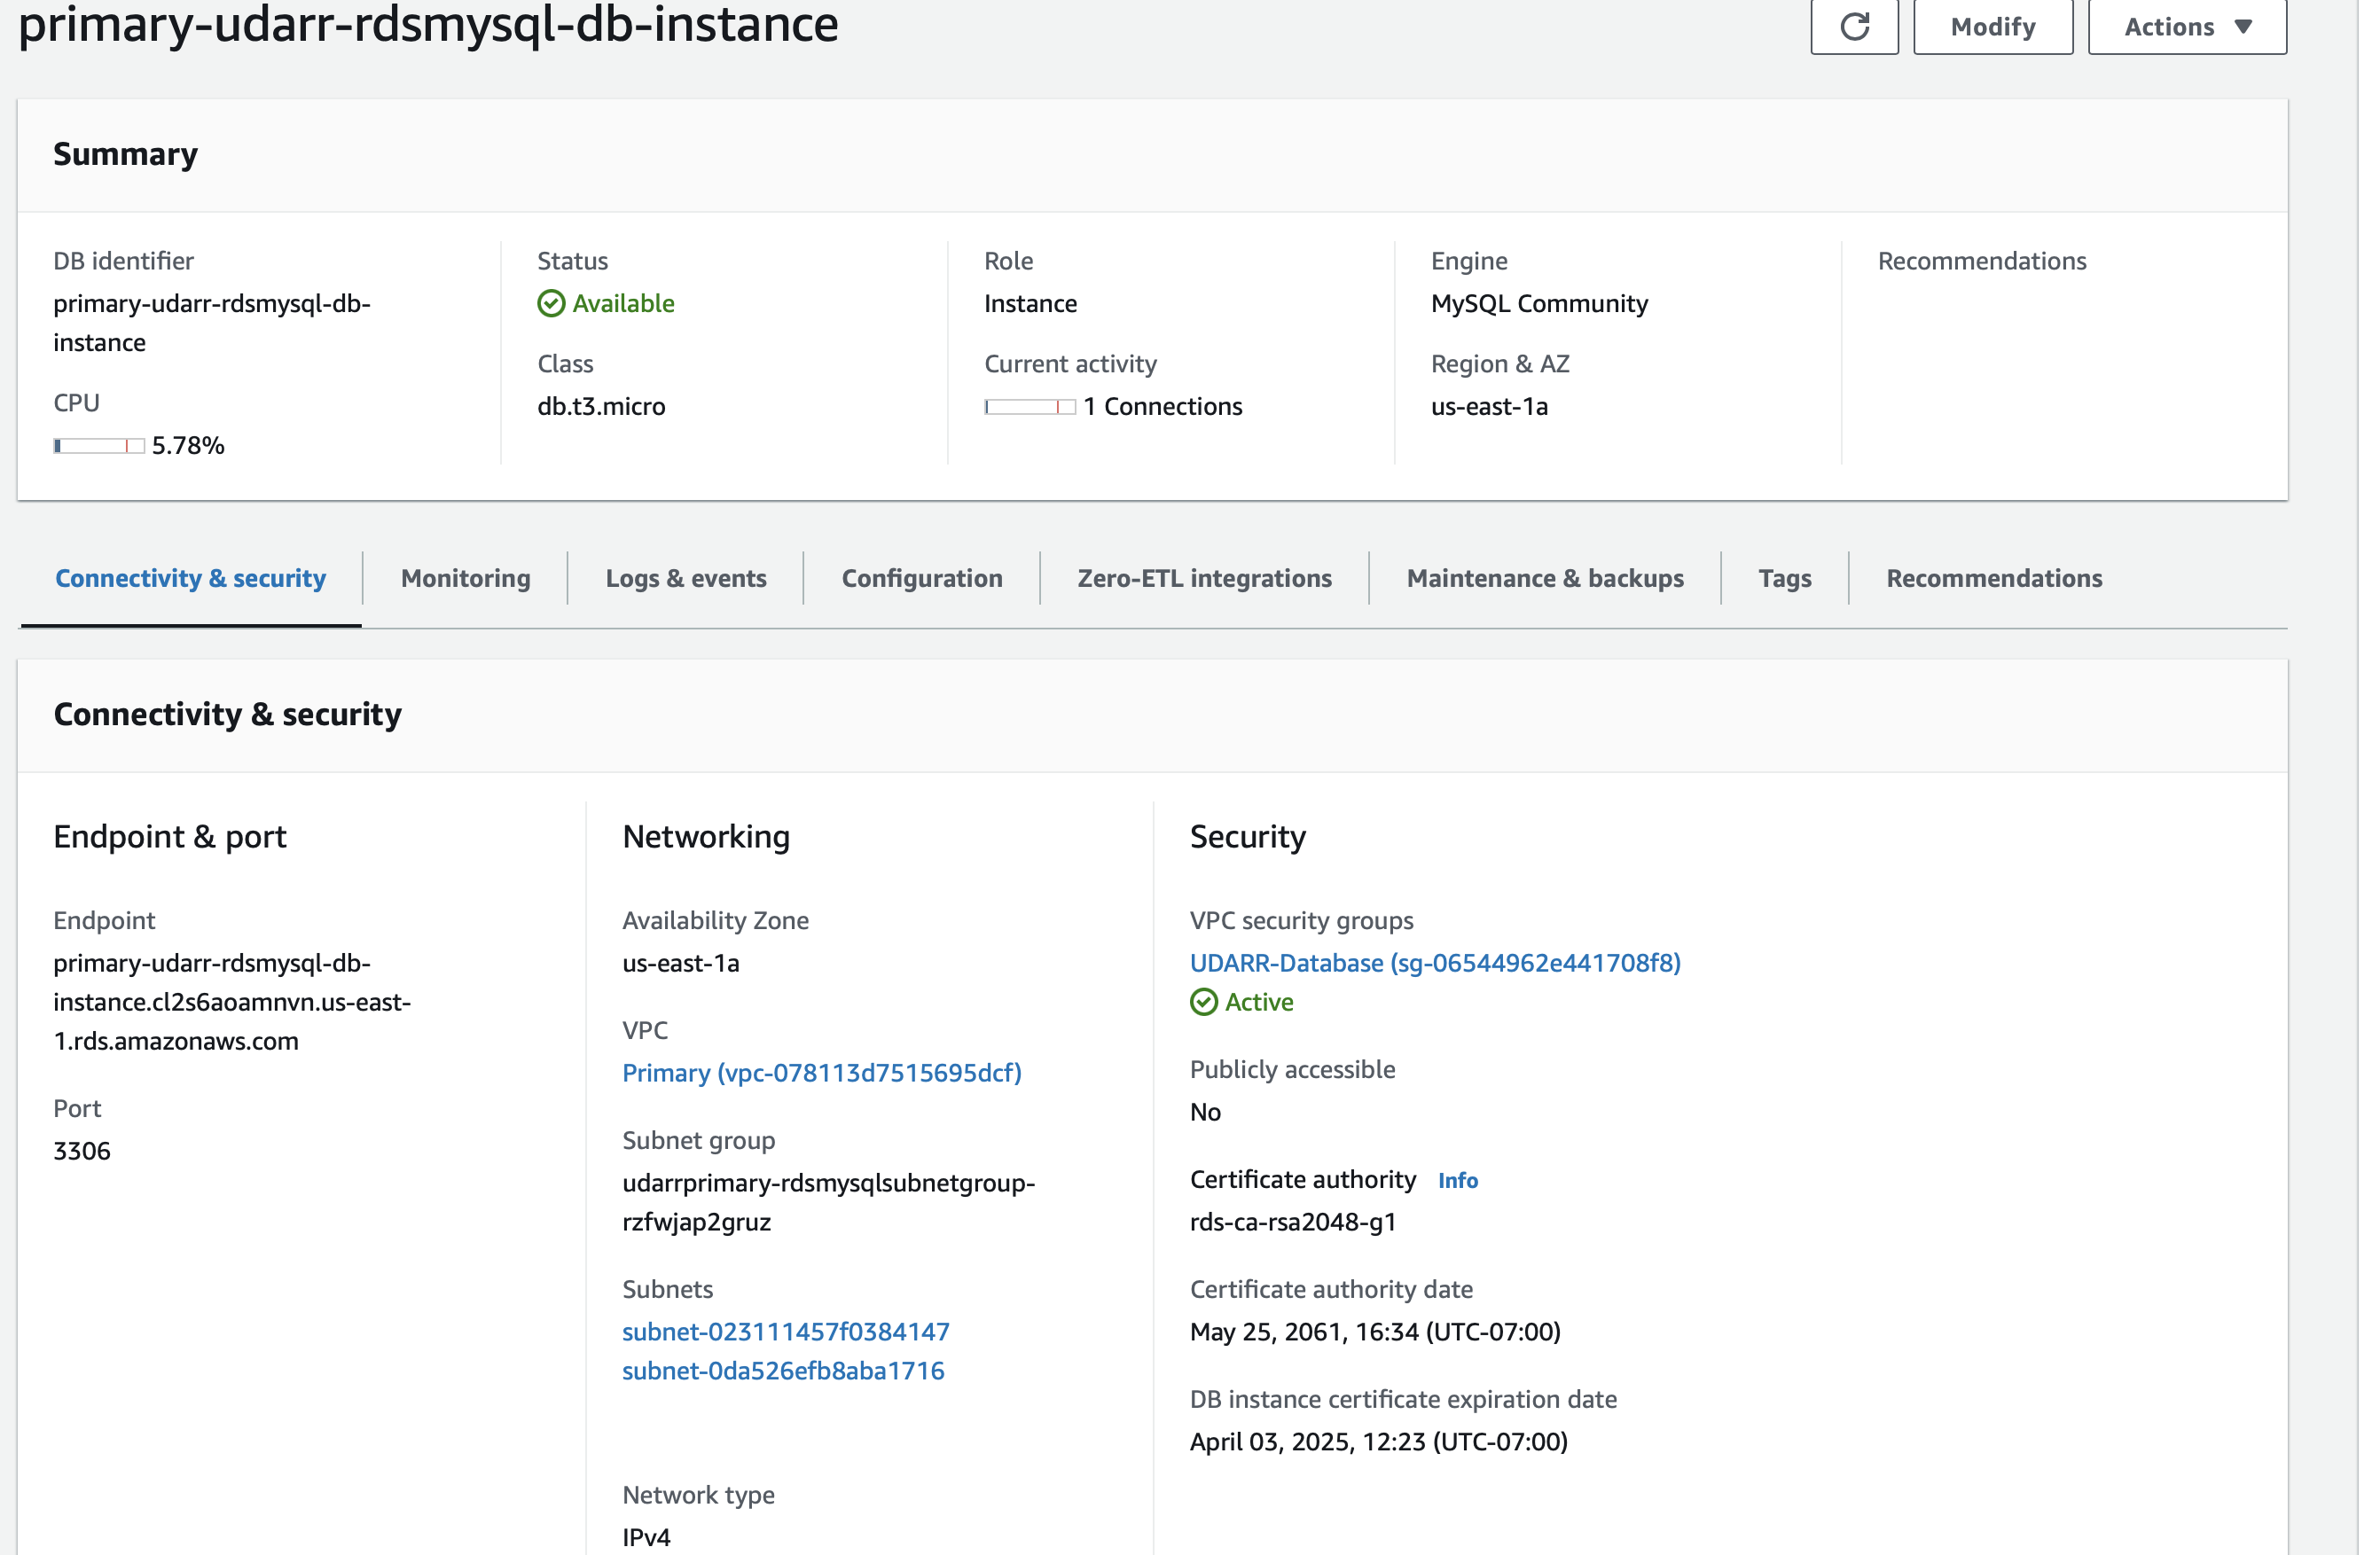 primary-udarr-rdsmysql-db-instance
Modify
Actions
Summary
DB identifier
primary-udarr-rdsmysql-db-
instance
CPU
5.78%
Status
Available
Class
db.t3.micro
Role
Instance
Current activity
1 Connections
Engine
MySQL Community
Region & AZ
us-east-1a
Recommendations
Connectivity & security
Monitoring
Logs & events
Configuration
Zero-ETL integrations
Maintenance & backups
Tags
Recommendations
Connectivity & security
Endpoint & port
Endpoint
primary-udarr-rdsmysql-db-
instance.cl2s6aoamnvn.us-east-
1.rds.amazonaws.com
Port
3306
Networking
Availability Zone
us-east-1a
VPC
Primary (vpc-078113d7515695dcf)
Subnet group
udarrprimary-rdsmysqlsubnetgroup-
rzfwjap2gruz
Subnets
subnet-023111457f0384147
subnet-0da526efb8aba1716
Network type
IPv4
Security
VPC security groups
UDARR-Database (sg-06544962e441708f8)
Active
Publicly accessible
No
Certificate authority Info
rds-ca-rsa2048-g1
Certificate authority date
May 25, 2061, 16:34 (UTC-07:00)
DB instance certificate expiration date
April 03, 2025, 12:23 (UTC-07:00)